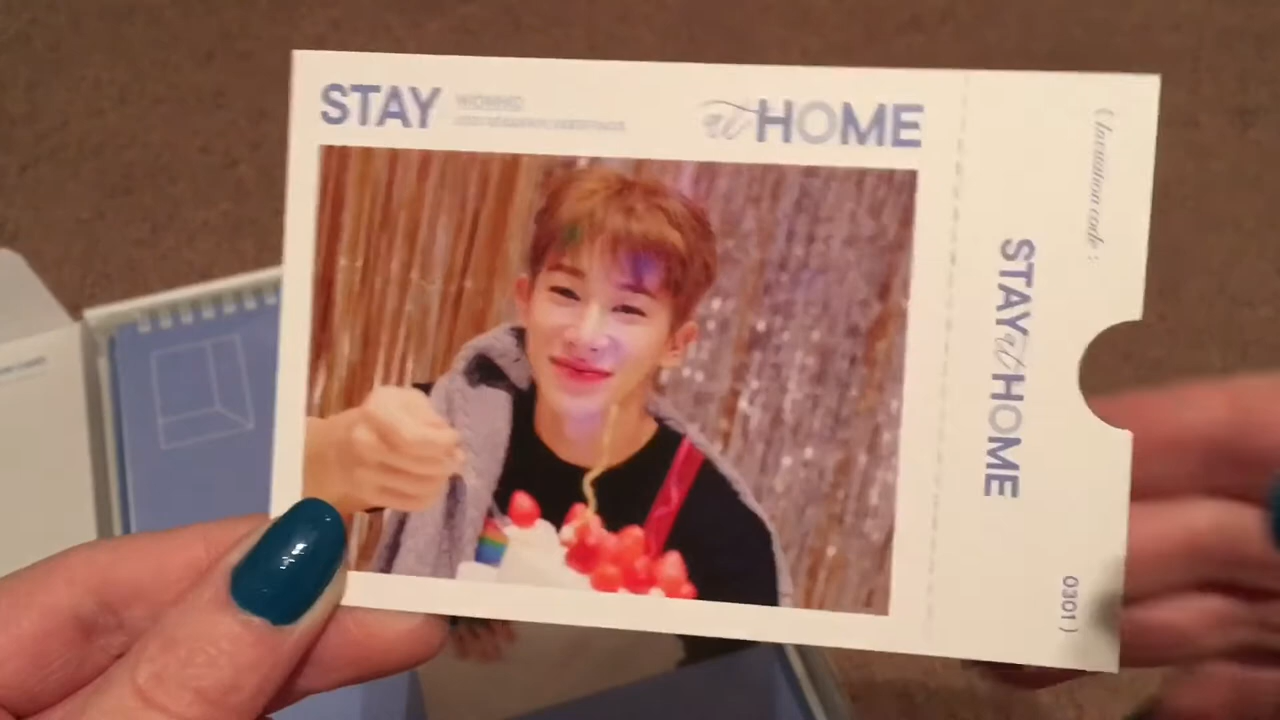 STAY
WONHO
at HOME
(Invitation code :
STAY at HOME
0301 )